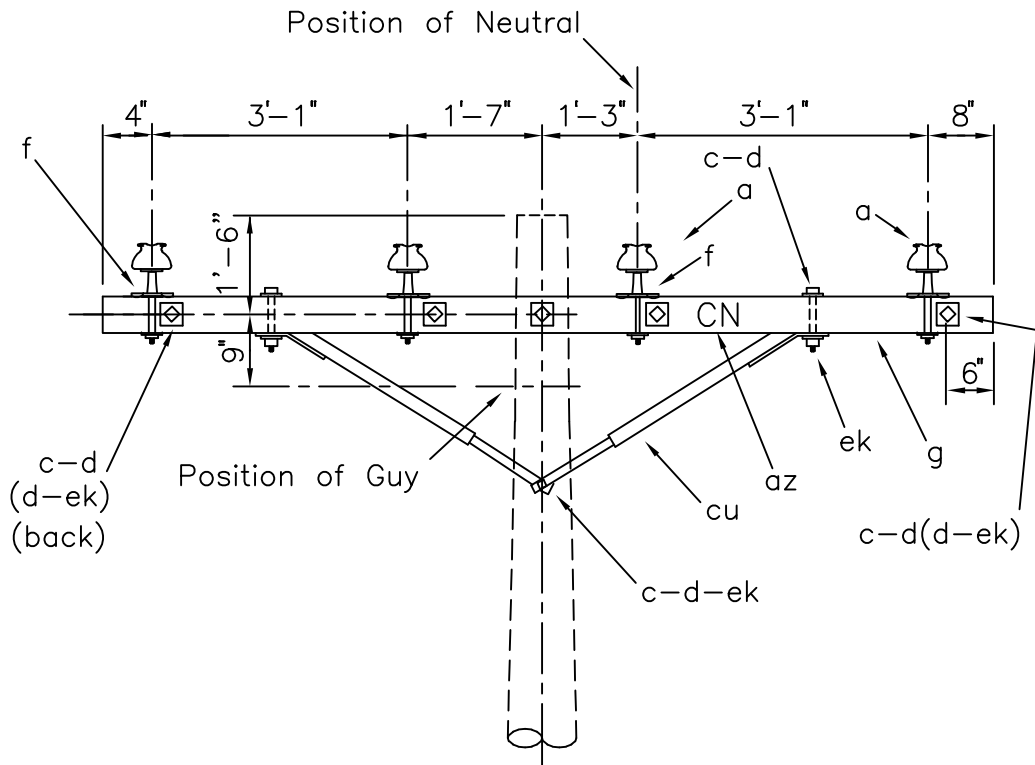 Position of Neutral
4" 3'-1" 1'-7" 1'-3" 3'-1" 8"
f
c-d
a
a
1'-6"
f
CN
9"
6"
c-d
(d-ek)
(back)
Position of Guy
ek
g
az
cu
c-d(d-ek)
c-d-ek